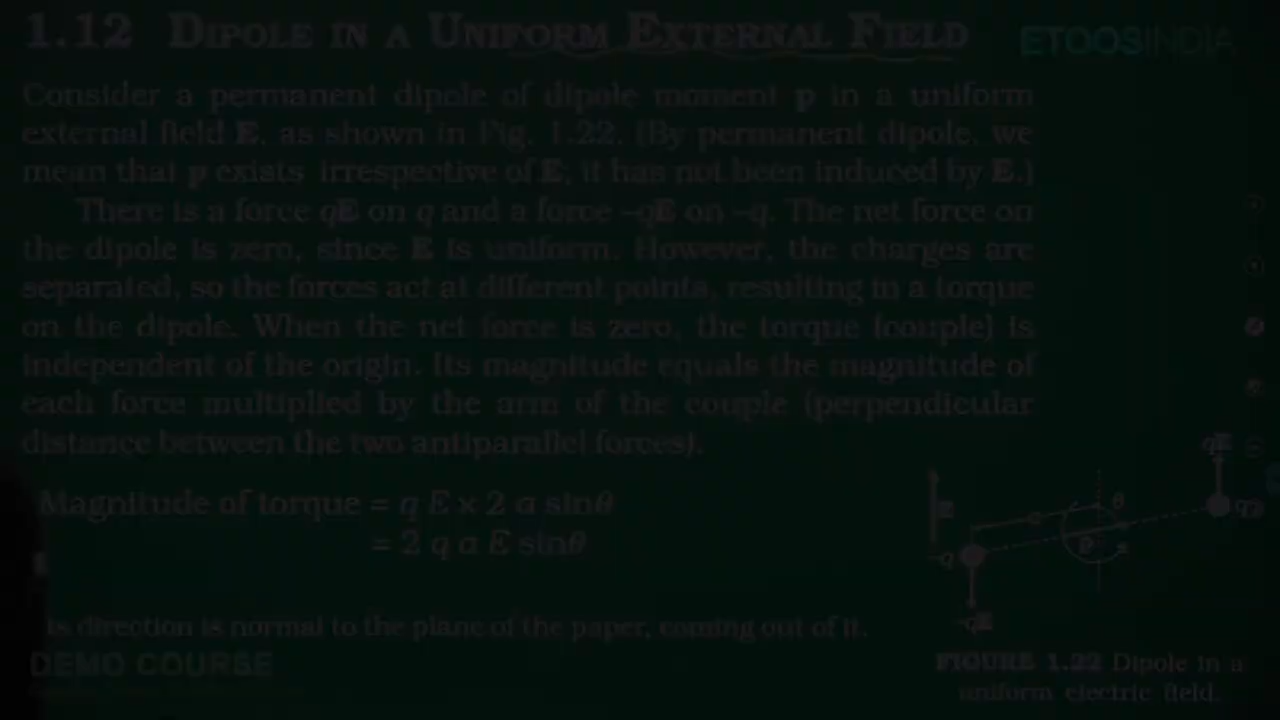 1.12 DIPOLE IN A UNIFORM EXTERNAL FIELD
ETOOSINDIA
Consider a permanent dipole of dipole moment p in a uniform
external field E, as shown in Fig. 1.22. (By permanent dipole, we
mean that p exists irrespective of E; it has not been induced by E.)
There is a force qE on q and a force –qE on –q. The net force on
the dipole is zero, since E is uniform. However, the charges are
separated, so the forces act at different points, resulting in a torque
on the dipole. When the net force is zero, the torque (couple) is
independent of the origin. Its magnitude equals the magnitude of
each force multiplied by the arm of the couple (perpendicular
distance between the two antiparallel forces).
Magnitude of torque = q E × 2 a sinθ
= 2 q a E sinθ
Its direction is normal to the plane of the paper, coming out of it.
DEMO COURSE
qE
E
θ
p
-q
-qE
FIGURE 1.22 Dipole in a
uniform electric field.